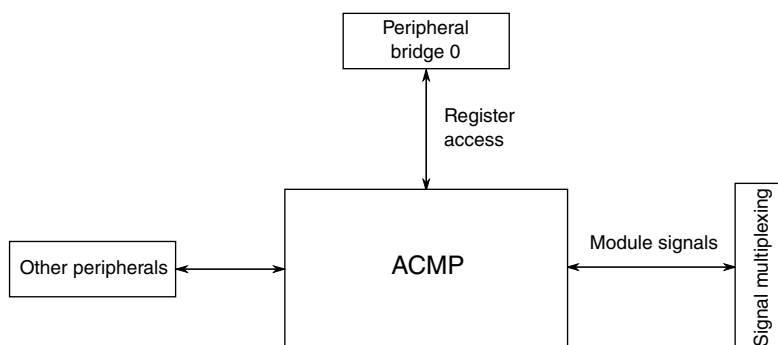 Peripheral
bridge 0
Register
access
Other peripherals
ACMP
Module signals
Signal multiplexing